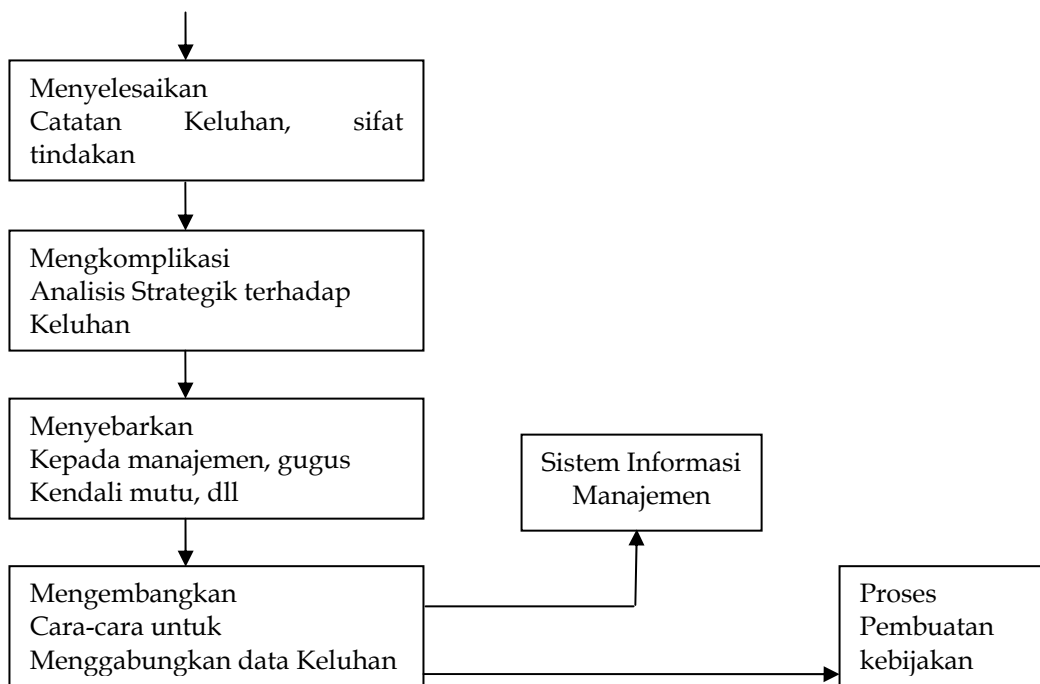 Menyelesaikan
Catatan Keluhan, sifat
tindakan
Mengkomplikasi
Analisis Strategik terhadap
Keluhan
Menyebarkan
Kepada manajemen, gugus
Kendali mutu, dll
Sistem Informasi
Manajemen
Mengembangkan
Cara-cara untuk
Menggabungkan data Keluhan
Proses
Pembuatan
kebijakan